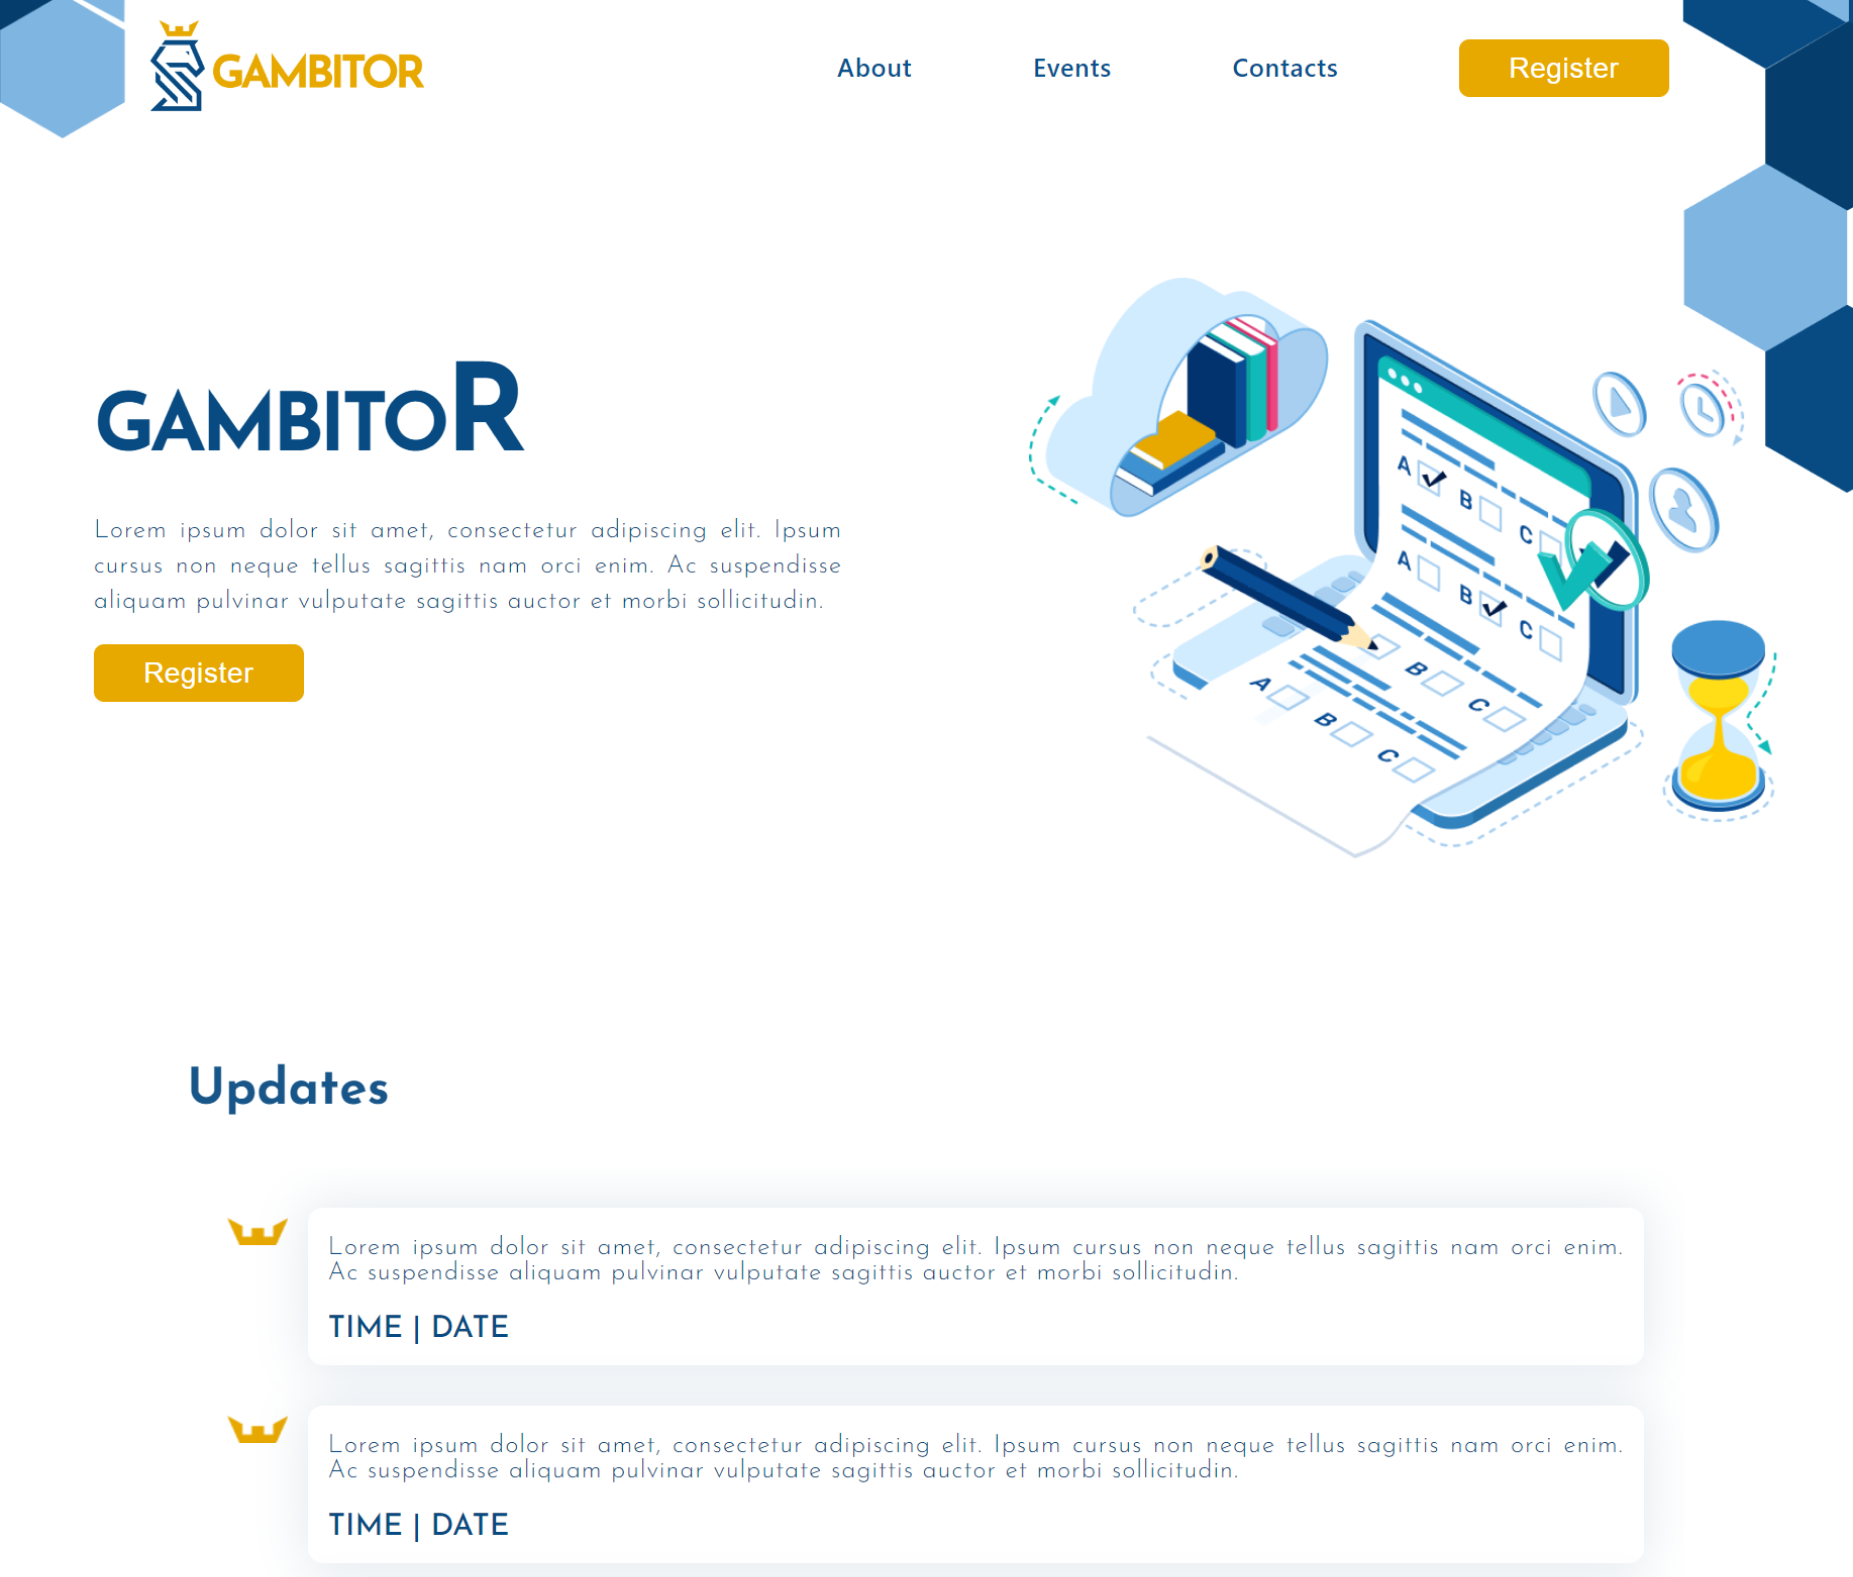 GAMBITOR
About
Events
Contacts
Register
GAMBITOR
Lorem ipsum dolor sit amet, consectetur adipiscing elit. Ipsum
cursus non neque tellus sagittis nam orci enim. Ac suspendisse
aliquam pulvinar vulputate sagittis auctor et morbi sollicitudin.
Register
A
B
C
A
B
C
B
C
A
B
C
Updates
Lorem ipsum dolor sit amet, consectetur adipiscing elit. Ipsum cursus non neque tellus sagittis nam orci enim.
Ac suspendisse aliquam pulvinar vulputate sagittis auctor et morbi sollicitudin.
TIME | DATE
Lorem ipsum dolor sit amet, consectetur adipiscing elit. Ipsum cursus non neque tellus sagittis nam orci enim.
Ac suspendisse aliquam pulvinar vulputate sagittis auctor et morbi sollicitudin.
TIME | DATE